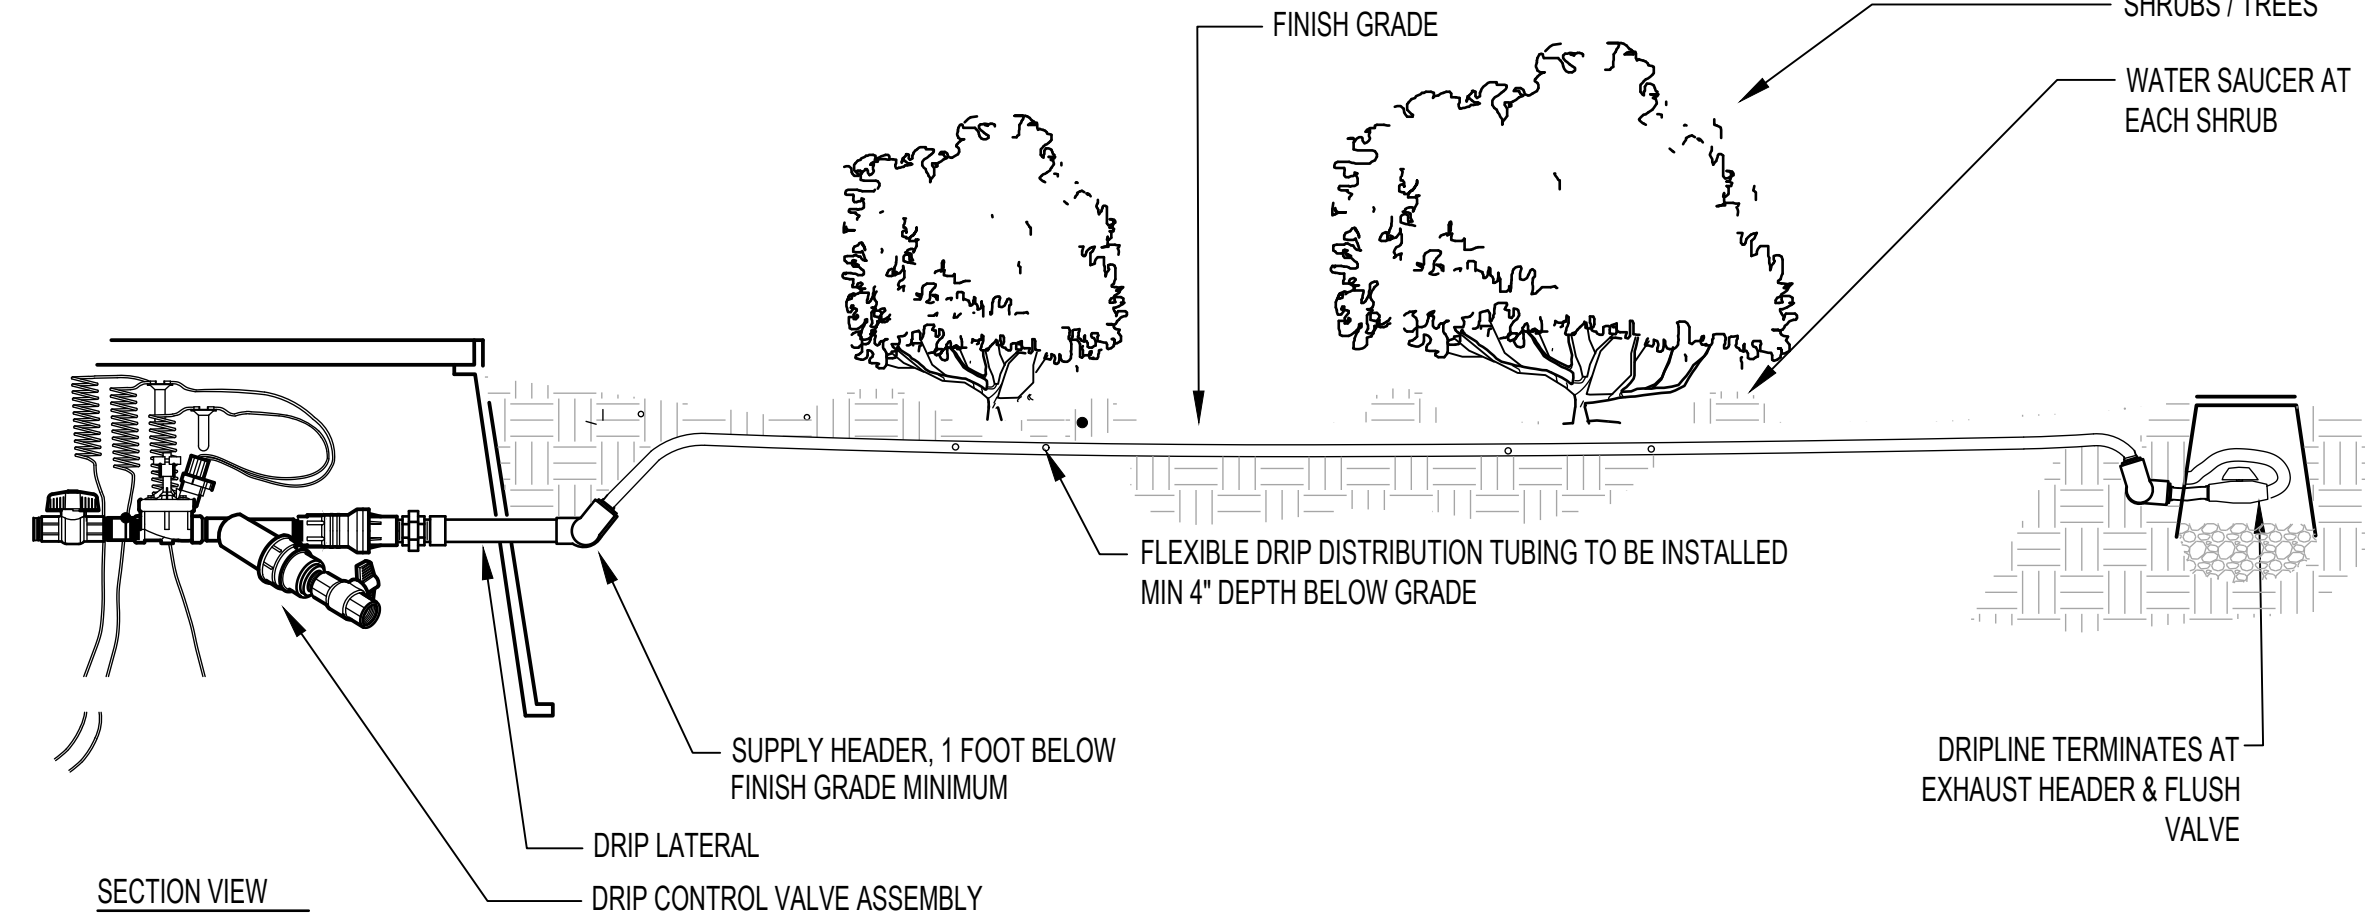 SHRUBS / TREES
FINISH GRADE
WATER SAUCER AT
EACH SHRUB
FLEXIBLE DRIP DISTRIBUTION TUBING TO BE INSTALLED
MIN 4" DEPTH BELOW GRADE
SUPPLY HEADER, 1 FOOT BELOW
FINISH GRADE MINIMUM
DRIPLINE TERMINATES AT
EXHAUST HEADER & FLUSH
VALVE
DRIP LATERAL
DRIP CONTROL VALVE ASSEMBLY
SECTION VIEW